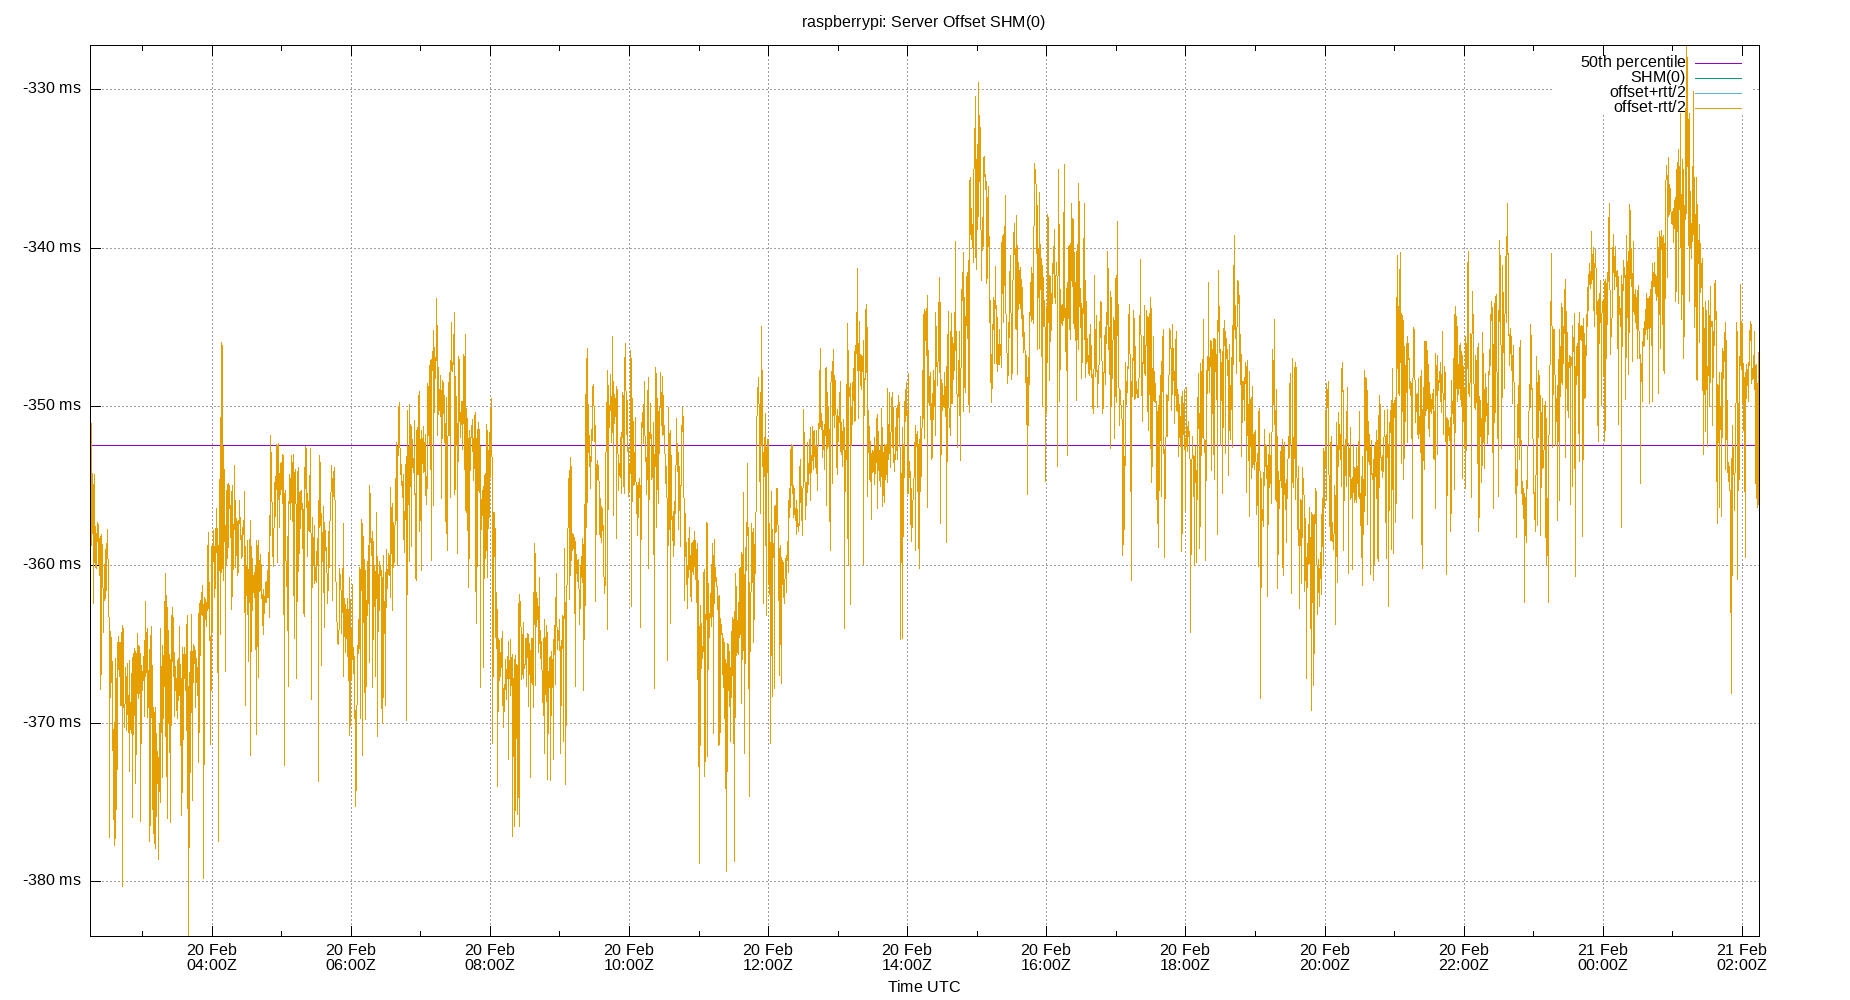 raspberrypi: Server Offset SHM(0)
50th percentile
SHM(0)
offset+rtt/2
offset-rtt/2
-330 ms
-340 ms
-350 ms
-360 ms
-370 ms
-380 ms
20 Feb 20 Feb 20 Feb 20 Feb 20 Feb 20 Feb 20 Feb 20 Feb 20 Feb 20 Feb 21 Feb 21 Feb
04:00Z 06:00Z 08:00Z 10:00Z 12:00Z 14:00Z 16:00Z 18:00Z 20:00Z 22:00Z 00:00Z 02:00Z
Time UTC